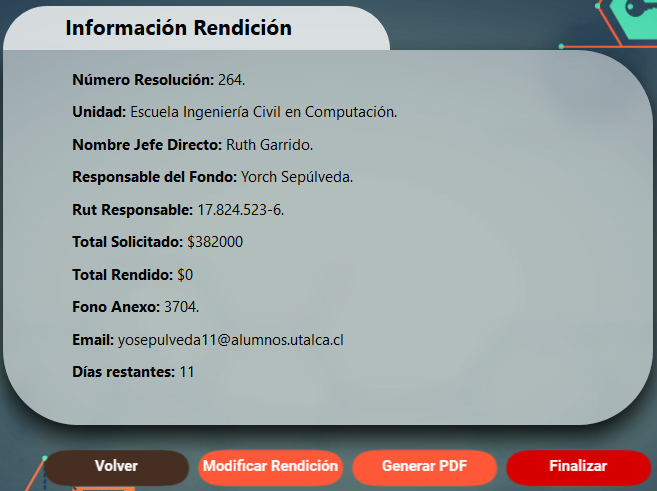 Información Rendición
Número Resolución: 264.
Unidad: Escuela Ingeniería Civil en Computación.
Nombre Jefe Directo: Ruth Garrido.
Responsable del Fondo: Yorch Sepúlveda.
Rut Responsable: 17.824.523-6.
Total Solicitado: $382000
Total Rendido: $0
Fono Anexo: 3704.
Email: yosepulveda11@alumnos.utalca.cl
Días restantes: 11
Volver Modificar Rendición Generar PDF Finalizar